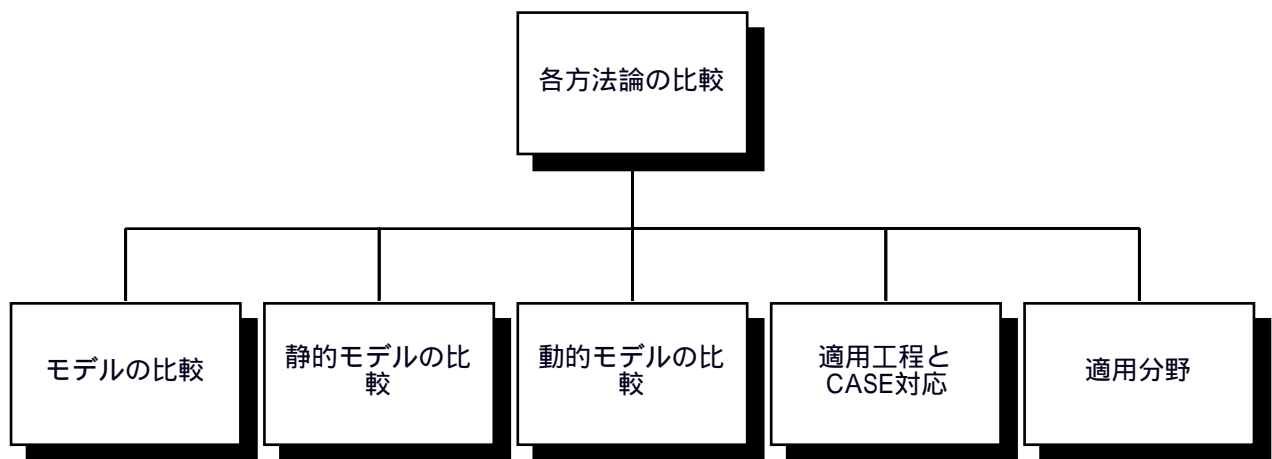 各方法論の比較
モデルの比較
静的モデルの比
較
動的モデルの比
較
適用工程と
CASE対応
適用分野